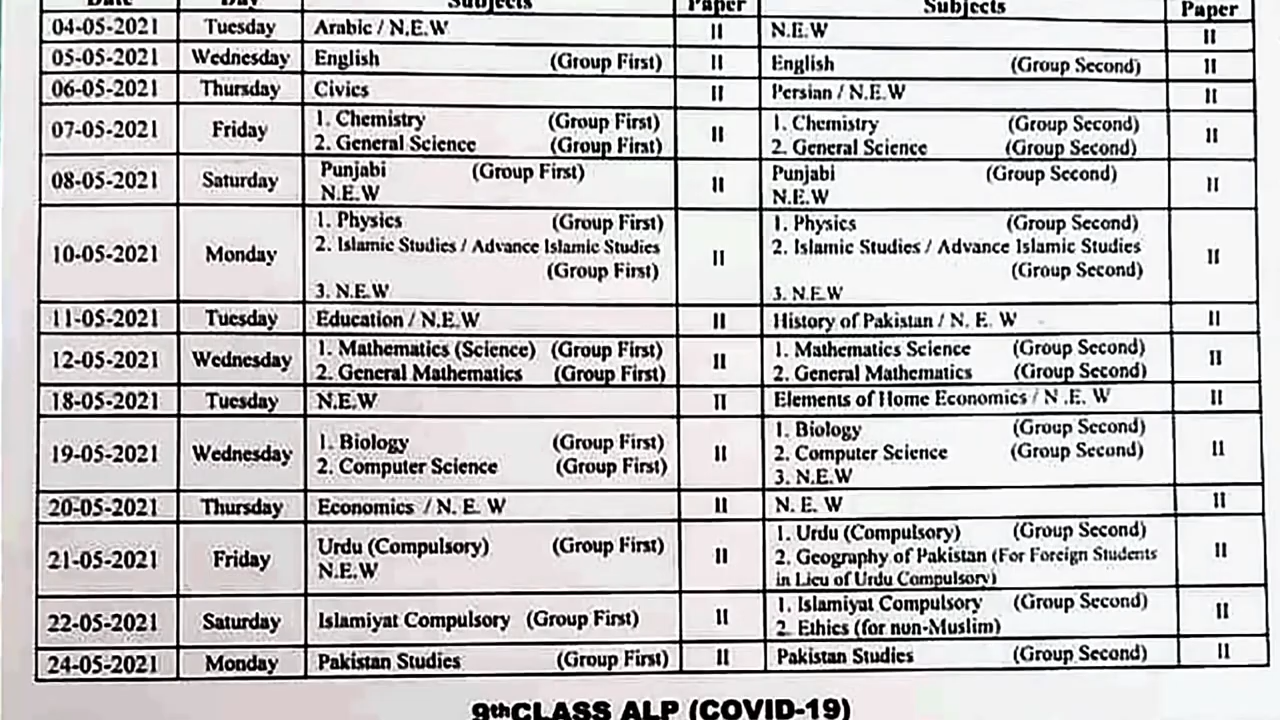 Date Day Subjects Paper Subjects Paper
04-05-2021 Tuesday Arabic / N.E.W II N.E.W II
05-05-2021 Wednesday English (Group First) II English (Group Second) II
06-05-2021 Thursday Civics II Persian / N.E.W II
07-05-2021 Friday 1. Chemistry (Group First) II 1. Chemistry (Group Second) II
2. General Science (Group First) 2. General Science (Group Second)
08-05-2021 Saturday Punjabi (Group First) II Punjabi (Group Second) II
N.E.W N.E.W
10-05-2021 Monday 1. Physics (Group First) II 1. Physics (Group Second) II
2. Islamic Studies / Advance Islamic Studies 2. Islamic Studies / Advance Islamic Studies
(Group First) (Group Second)
3. N.E.W 3. N.E.W
11-05-2021 Tuesday Education / N.E.W II History of Pakistan / N. E. W II
12-05-2021 Wednesday 1. Mathematics (Science) (Group First) II 1. Mathematics Science (Group Second) II
2. General Mathematics (Group First) 2. General Mathematics (Group Second)
18-05-2021 Tuesday N.E.W II Elements of Home Economics / N .E. W II
19-05-2021 Wednesday 1. Biology (Group First) II 1. Biology (Group Second) II
2. Computer Science (Group First) 2. Computer Science (Group Second)
3. N.E.W
20-05-2021 Thursday Economics / N. E. W II N. E. W II
21-05-2021 Friday Urdu (Compulsory) (Group First) II 1. Urdu (Compulsory) (Group Second) II
N.E.W 2. Geography of Pakistan (For Foreign Students
in Lieu of Urdu Compulsory)
22-05-2021 Saturday Islamiyat Compulsory (Group First) II 1. Islamiyat Compulsory (Group Second) II
2. Ethics (for non-Muslim)
24-05-2021 Monday Pakistan Studies (Group First) II Pakistan Studies (Group Second) II
9thCLASS ALP (COVID-19)